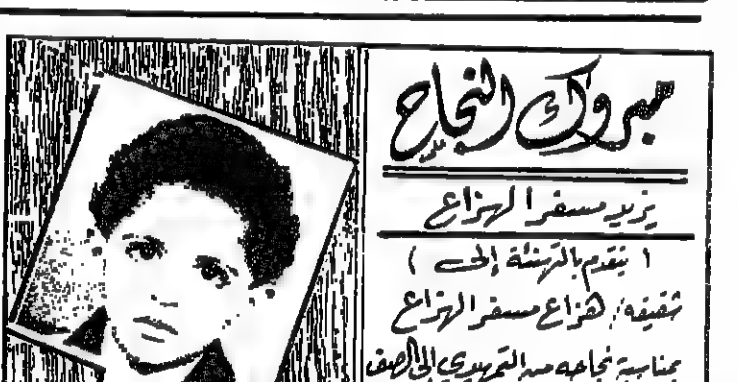 مبروك النجاح
يزيد مسفر الهزاع
( يتقدم بالتهنئة إلى )
شقيقه / هزاع مسفر الهزاع
بمناسبة نجاحه من التمهيدي إلى الصف